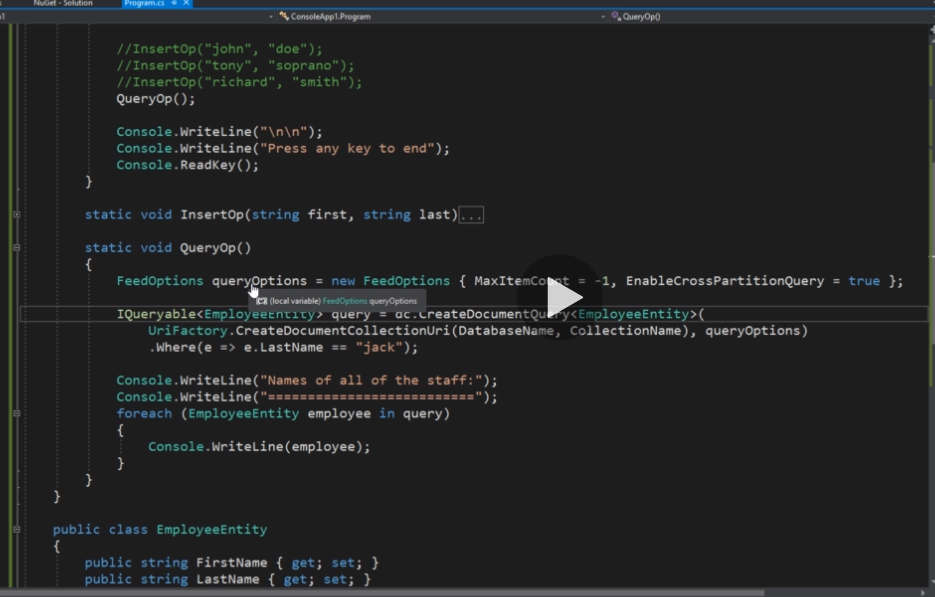 NuGet - Solution Program.cs
ConsoleApp1.Program QueryOp()
//InsertOp("john", "doe");
//InsertOp("tony", "soprano");
//InsertOp("richard", "smith");
QueryOp();
Console.WriteLine("\n\n");
Console.WriteLine("Press any key to end");
Console.ReadKey();
}
static void InsertOp(string first, string last)...
static void QueryOp()
{
FeedOptions queryOptions = new FeedOptions { MaxItemCount = -1, EnableCrossPartitionQuery = true };
(local variable) FeedOptions queryOptions
IQueryable<EmployeeEntity> query = dc.CreateDocumentQuery<EmployeeEntity>(
UriFactory.CreateDocumentCollectionUri(DatabaseName, CollectionName), queryOptions)
.Where(e => e.LastName == "jack");
Console.WriteLine("Names of all of the staff:");
Console.WriteLine("==========================");
foreach (EmployeeEntity employee in query)
{
Console.WriteLine(employee);
}
}
}
public class EmployeeEntity
{
public string FirstName { get; set; }
public string LastName { get; set; }